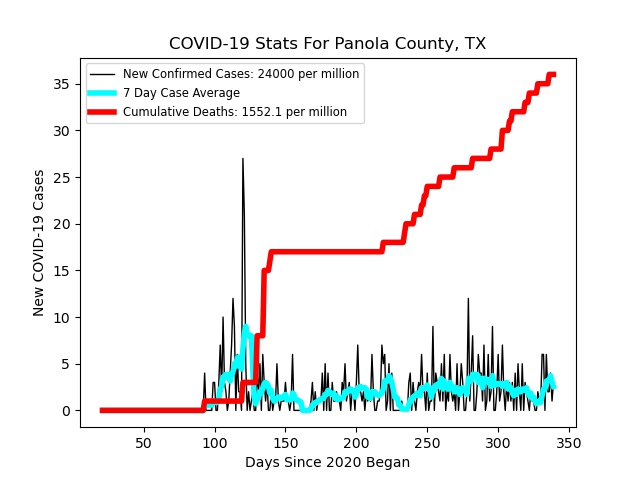 COVID-19 Stats For Panola County, TX
New Confirmed Cases: 24000 per million
7 Day Case Average
Cumulative Deaths: 1552.1 per million
New COVID-19 Cases
35
30
25
20
15
10
5
0
50
100
150
200
250
300
350
Days Since 2020 Began